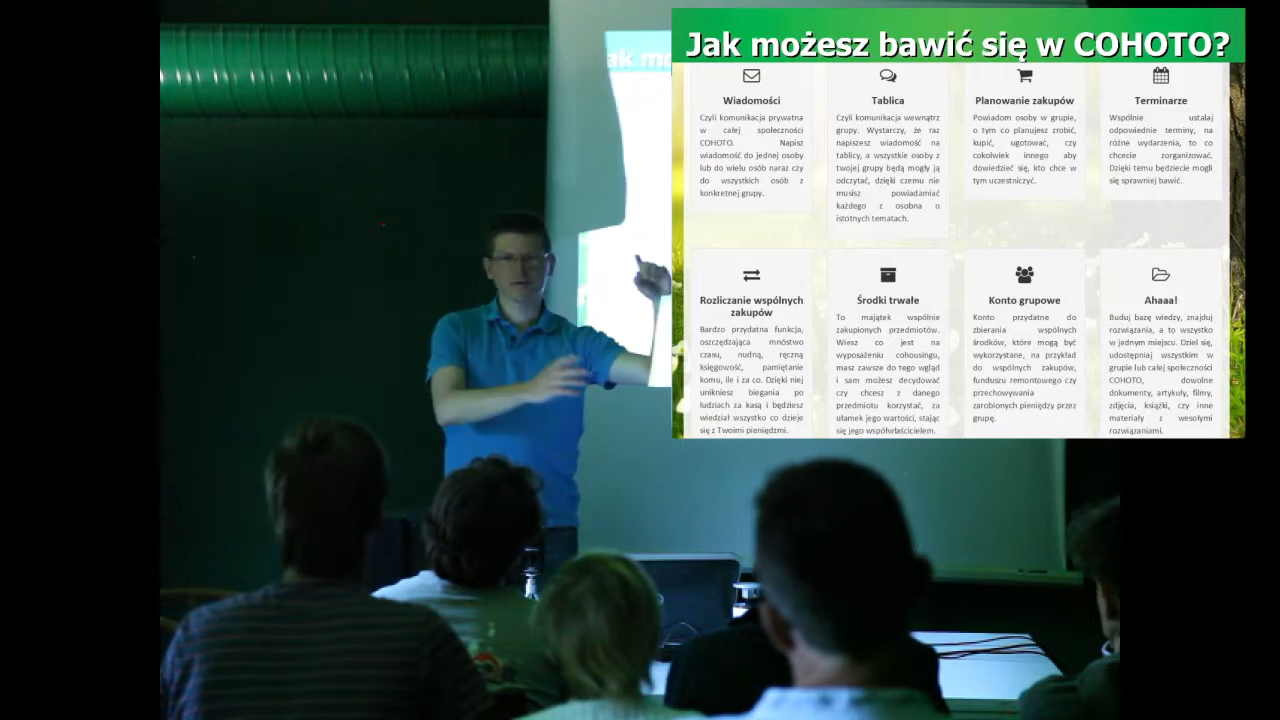 Jak możesz bawić się w COHOTO?
ak mo
Wiadomości
Czyli komunikacja prywatna
w całej społeczności
COHOTO. Napisz
wiadomość do jednej osoby
lub do wielu osób naraz czy
do wszystkich osób z
konkretnej grupy.
Tablica
Czyli komunikacja wewnątrz
grupy. Wystarczy, że raz
napiszesz wiadomość na
tablicy, a wszystkie osoby z
twojej grupy będą mogły ją
odczytać, dzięki czemu nie
musisz powiadamiać
każdego z osobna o
istotnych tematach.
Planowanie zakupów
Powiadom osoby w grupie,
o tym co planujesz zrobić,
kupić, ugotować, czy
cokolwiek innego aby
dowiedzieć się, kto chce w
tym uczestniczyć.
Terminarze
Wspólnie ustalaj
odpowiednie terminy, na
różne wydarzenia, to co
chcecie zorganizować.
Dzięki temu będziecie mogli
się sprawniej bawić.
Rozliczanie wspólnych
zakupów
Bardzo przydatna funkcja,
oszczędzająca mnóstwo
czasu, nudną, ręczną
księgowość, pamiętanie
komu, ile i za co. Dzięki niej
unikniesz biegania po
ludziach za kasą i będziesz
wiedział wszystko co dzieje
się z Twoimi pieniędzmi.
Środki trwałe
To majątek wspólnie
zakupionych przedmiotów.
Wiesz co jest na
wyposażeniu cohousingu,
masz zawsze do tego wgląd
i sam możesz decydować
czy chcesz z danego
przedmiotu korzystać, za
ułamek jego wartości, stając
się jego współwłaścicielem.
Konto grupowe
Konto przydatne do
zbierania wspólnych
środków, które mogą być
wykorzystane, na przykład
do wspólnych zakupów,
funduszu remontowego czy
przechowywania
zarobionych pieniędzy przez
grupę.
Ahaaa!
Buduj bazę wiedzy, znajduj
rozwiązania, a to wszystko
w jednym miejscu. Dziel się,
udostępniaj wszystkim w
grupie lub całej społeczności
COHOTO, dowolne
dokumenty, artykuły, filmy,
zdjęcia, książki, czy inne
materiały z wesołymi
rozwiązaniami.